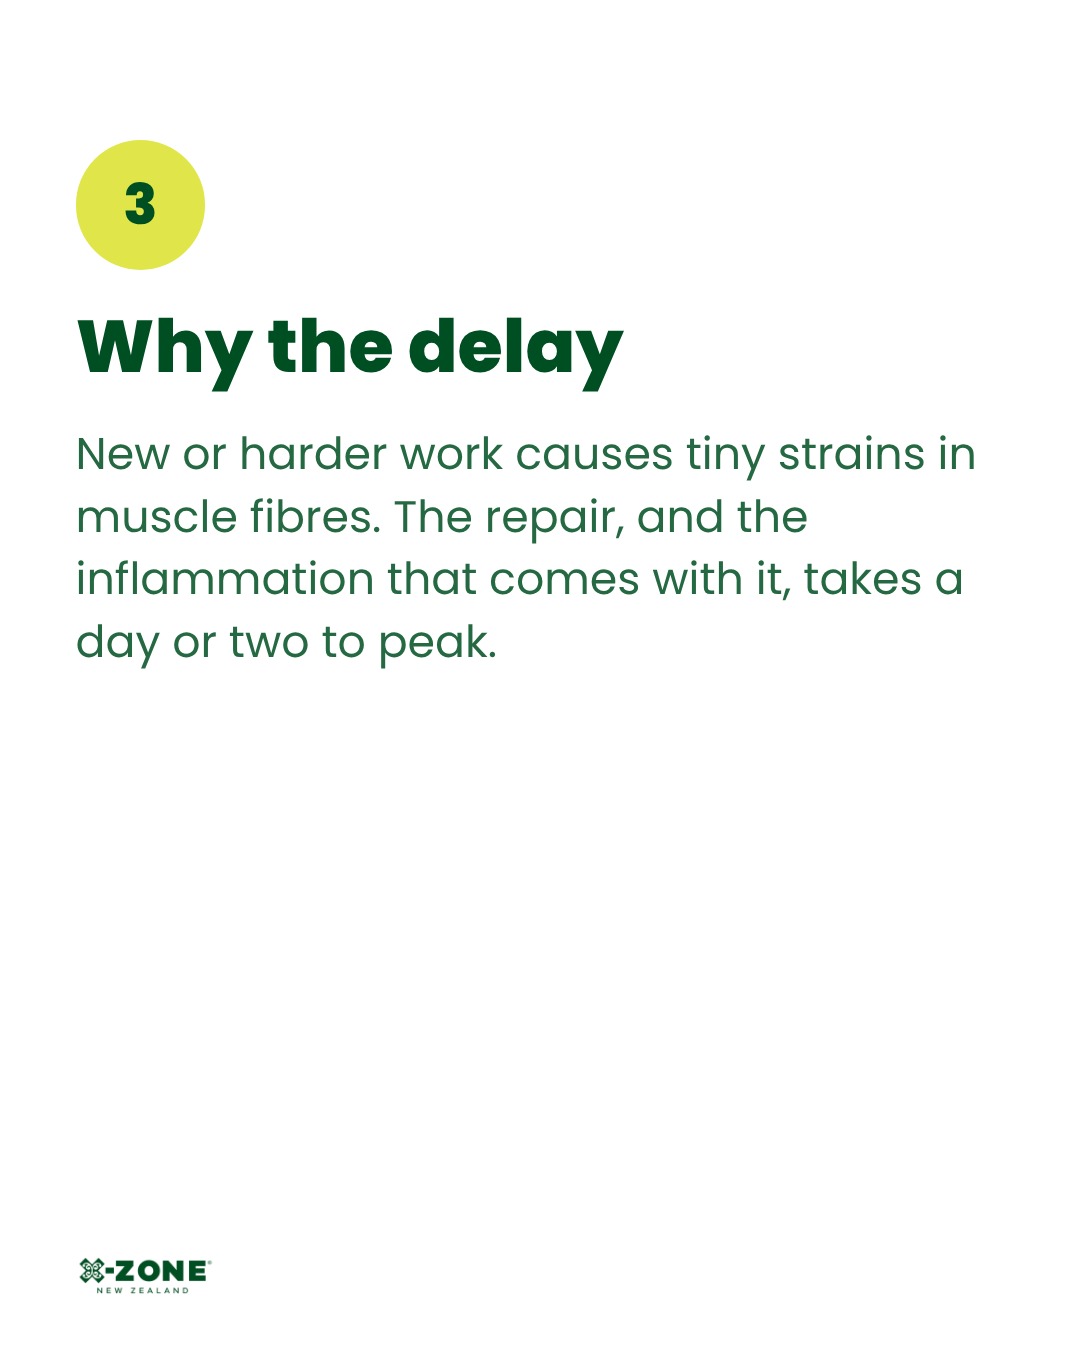 3
Why the delay
New or harder work causes tiny strains in
muscle fibres. The repair, and the
inflammation that comes with it, takes a
day or two to peak.
X-ZONE®
NEW ZEALAND